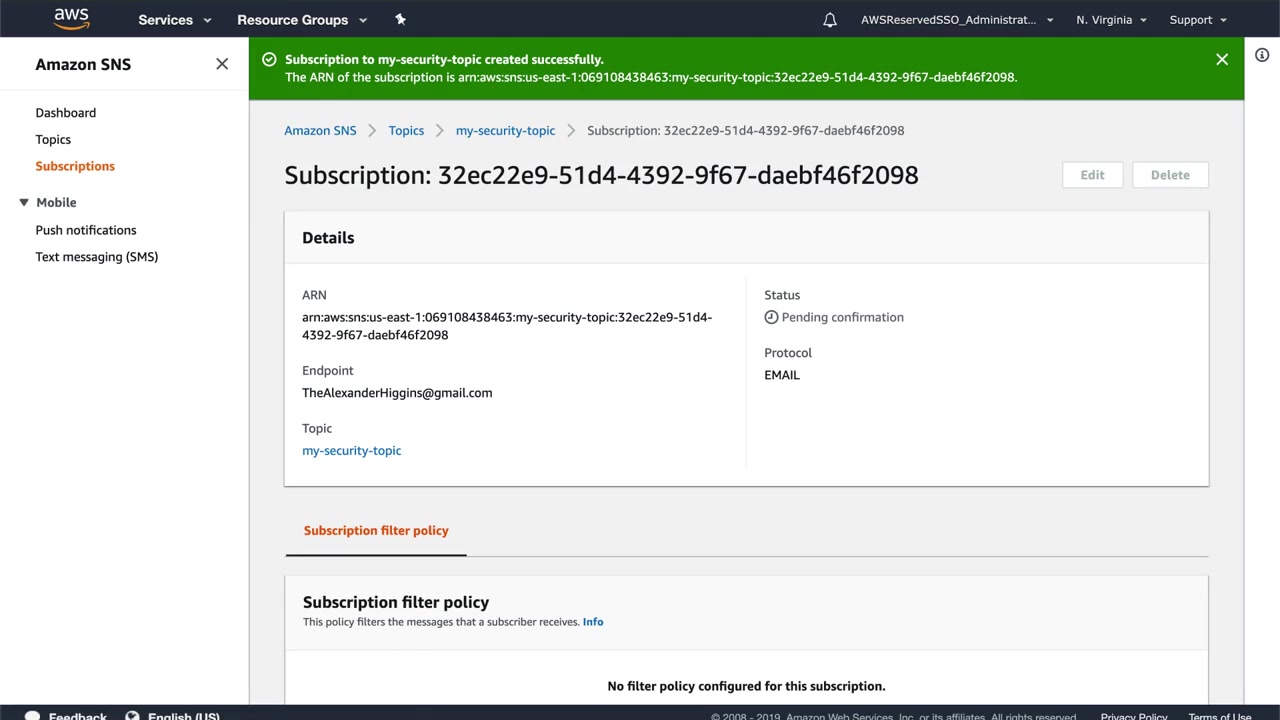 aws
Services
Resource Groups
AWSReservedSSO_Administrat...
N. Virginia
Support
Amazon SNS
Dashboard
Topics
Subscriptions
Mobile
Push notifications
Text messaging (SMS)
Subscription to my-security-topic created successfully.
The ARN of the subscription is arn:aws:sns:us-east-1:069108438463:my-security-topic:32ec22e9-51d4-4392-9f67-daebf46f2098.
Amazon SNS
Topics
my-security-topic
Subscription: 32ec22e9-51d4-4392-9f67-daebf46f2098
Subscription: 32ec22e9-51d4-4392-9f67-daebf46f2098
Edit
Delete
Details
ARN
arn:aws:sns:us-east-1:069108438463:my-security-topic:32ec22e9-51d4-
4392-9f67-daebf46f2098
Endpoint
TheAlexanderHiggins@gmail.com
Topic
my-security-topic
Status
Pending confirmation
Protocol
EMAIL
Subscription filter policy
Subscription filter policy
This policy filters the messages that a subscriber receives. Info
No filter policy configured for this subscription.
Feedback
English (US)
© 2008 - 2019, Amazon Web Services, Inc. or its affiliates. All rights reserved.
Privacy Policy
Terms of Use